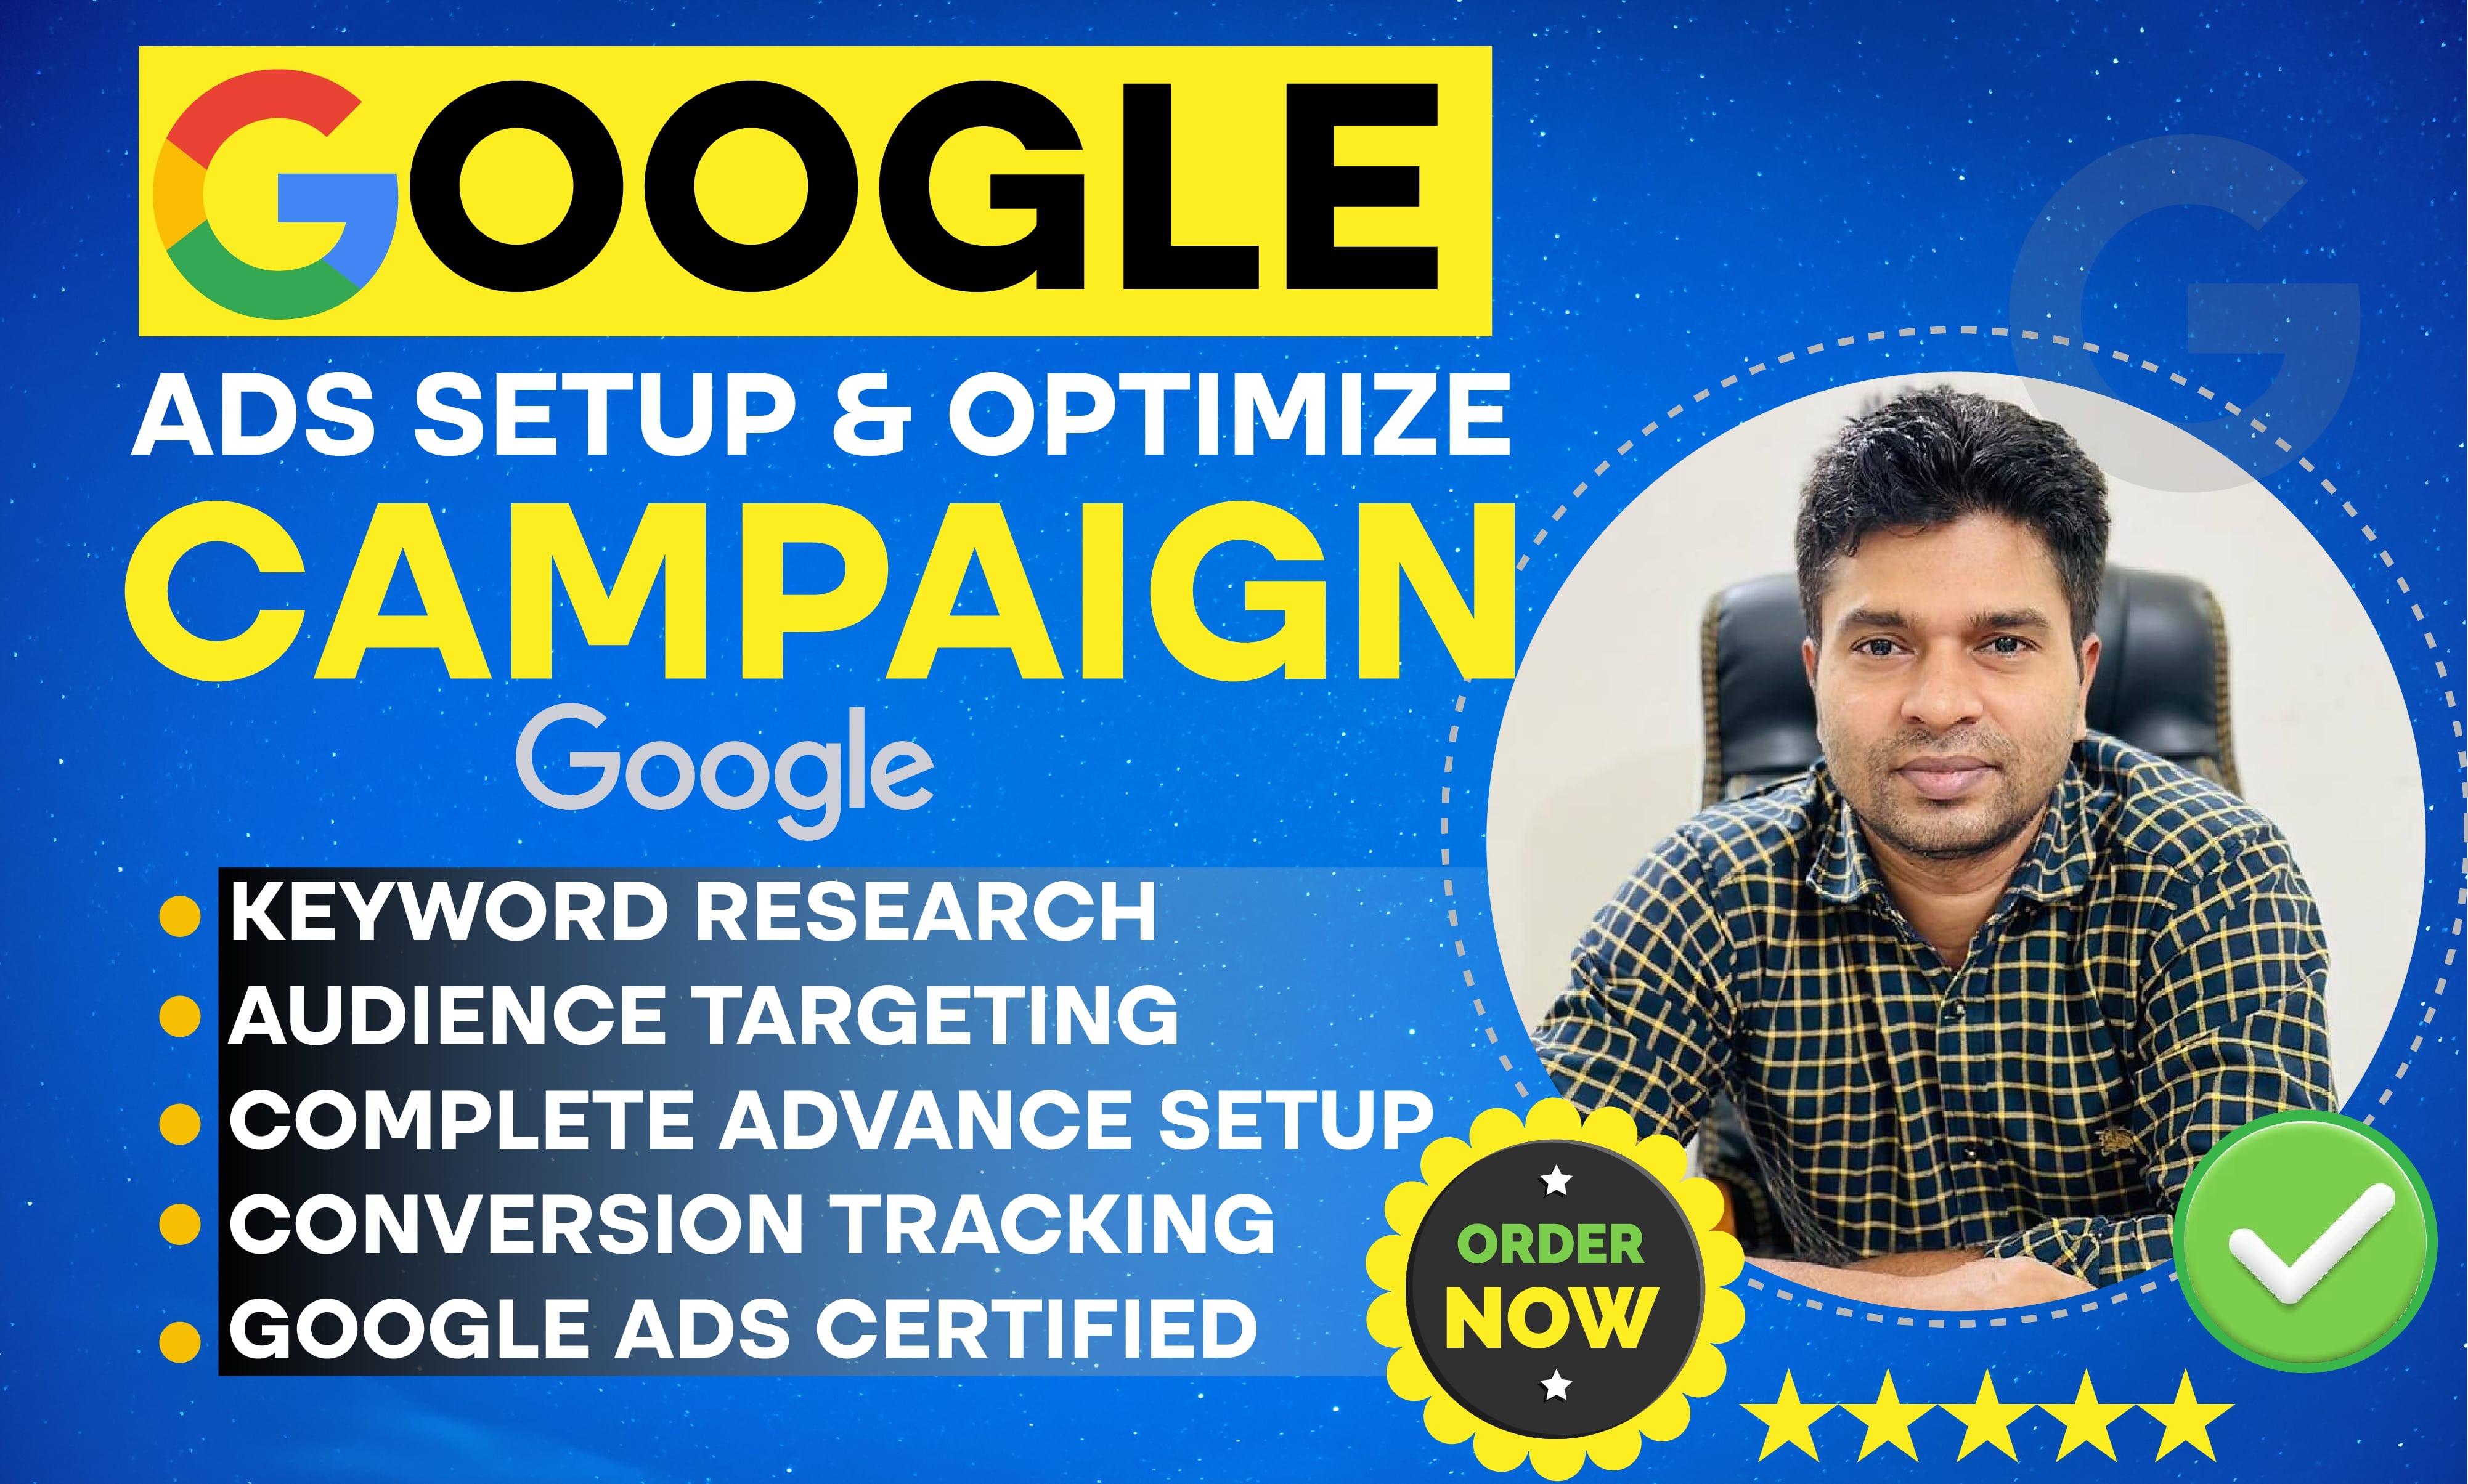 GOOGLE
ADS SETUP & OPTIMIZE
CAMPAIGN
Google
KEYWORD RESEARCH
AUDIENCE TARGETING
COMPLETE ADVANCE SETUP
CONVERSION TRACKING
GOOGLE ADS CERTIFIED
ORDER
NOW
G